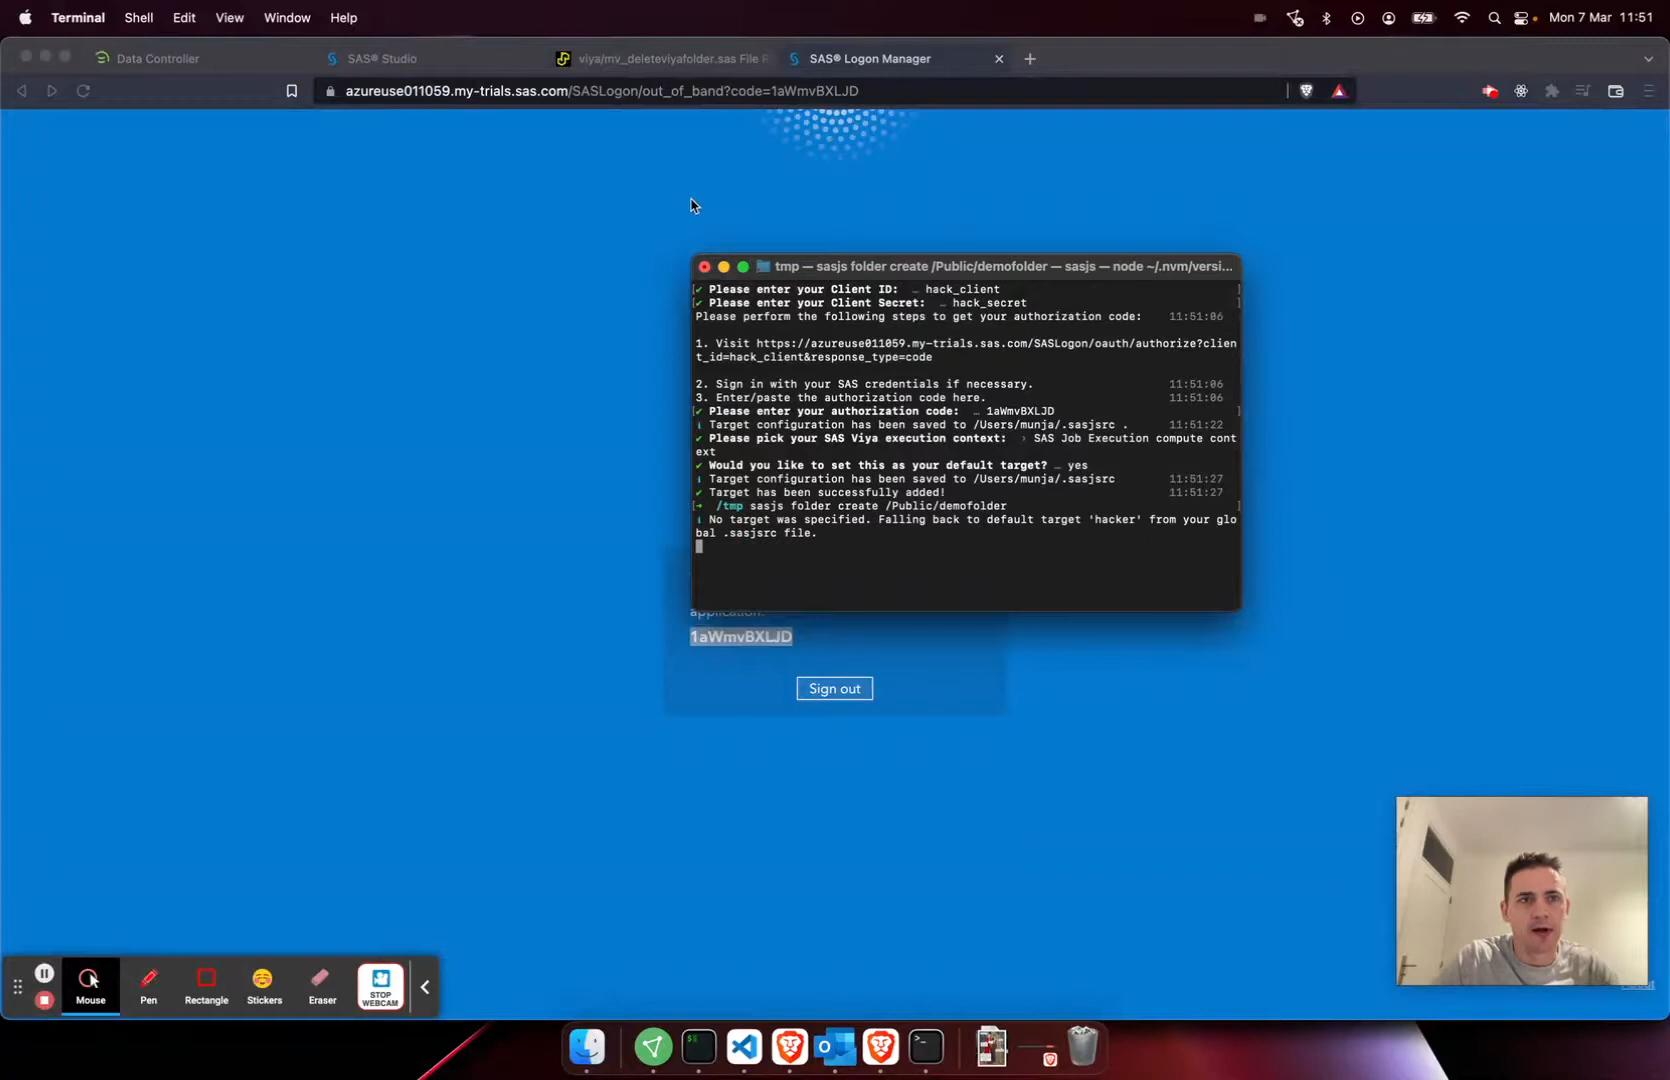 Terminal Shell Edit View Window Help Mon 7 Mar 11:51
Data Controller SAS® Studio viya/mv_deleteviyafolder.sas File R SAS® Logon Manager
azureuse011059.my-trials.sas.com/SASLogon/out_of_band?code=1aWmvBXLJD
tmp — sasjs folder create /Public/demofolder — sasjs — node ~/.nvm/versi...
[✔ Please enter your Client ID: … hack_client ]
[✔ Please enter your Client Secret: … hack_secret ]
Please perform the following steps to get your authorization code: 11:51:06
1. Visit https://azureuse011059.my-trials.sas.com/SASLogon/oauth/authorize?clien
t_id=hack_client&response_type=code
2. Sign in with your SAS credentials if necessary. 11:51:06
3. Enter/paste the authorization code here. 11:51:06
[✔ Please enter your authorization code: … 1aWmvBXLJD ]
ℹ Target configuration has been saved to /Users/munja/.sasjsrc . 11:51:22
✔ Please pick your SAS Viya execution context: › SAS Job Execution compute cont
ext
✔ Would you like to set this as your default target? … yes
ℹ Target configuration has been saved to /Users/munja/.sasjsrc 11:51:27
✔ Target has been successfully added! 11:51:27
[➜ /tmp sasjs folder create /Public/demofolder ]
ℹ No target was specified. Falling back to default target 'hacker' from your glo
bal .sasjsrc file.
application.
1aWmvBXLJD
Sign out
About
Mouse Pen Rectangle Stickers Eraser STOP
WEBCAM